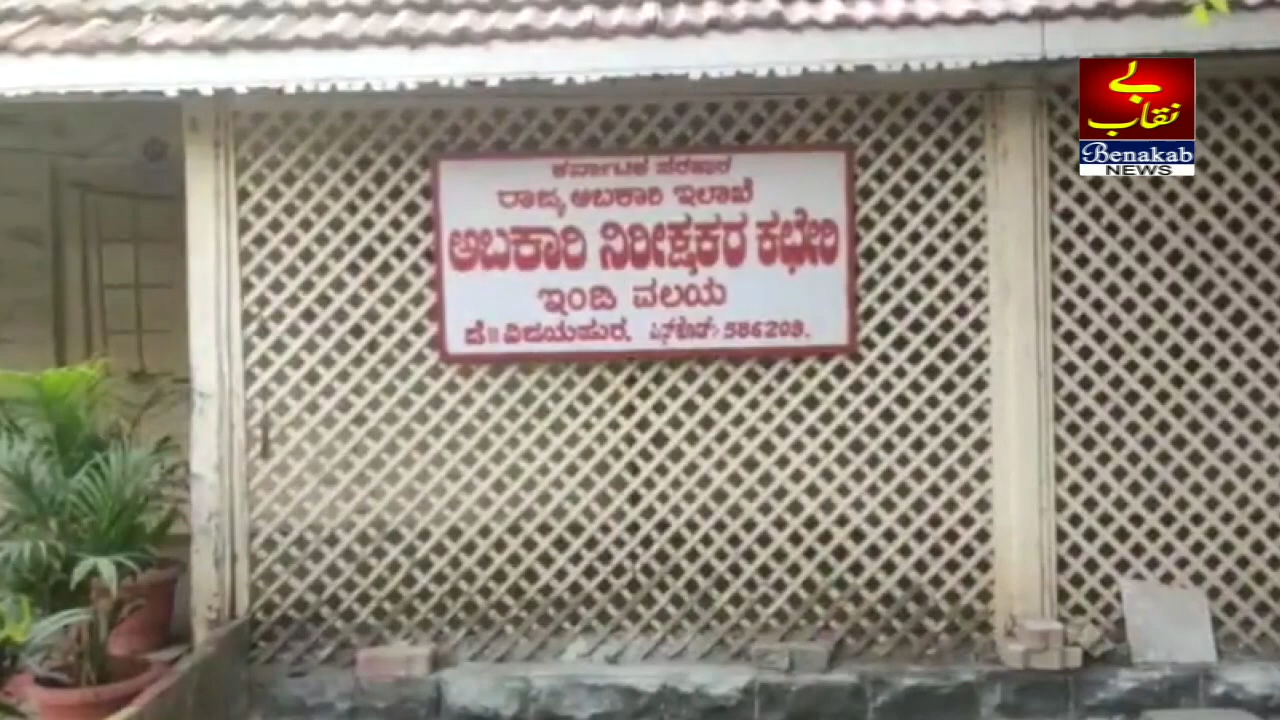 ಕರ್ನಾಟಕ ಸರಕಾರ
ರಾಜ್ಯ ಅಬಕಾರಿ ಇಲಾಖೆ
ಅಬಕಾರಿ ನಿರೀಕ್ಷಕರ ಕಛೇರಿ
ಇಂಡಿ ವಲಯ
ಜಿ॥ ವಿಜಯಪುರ. ಪಿನ್‌ಕೋಡ್: 586209.
بے
نقاب
Benakab
NEWS